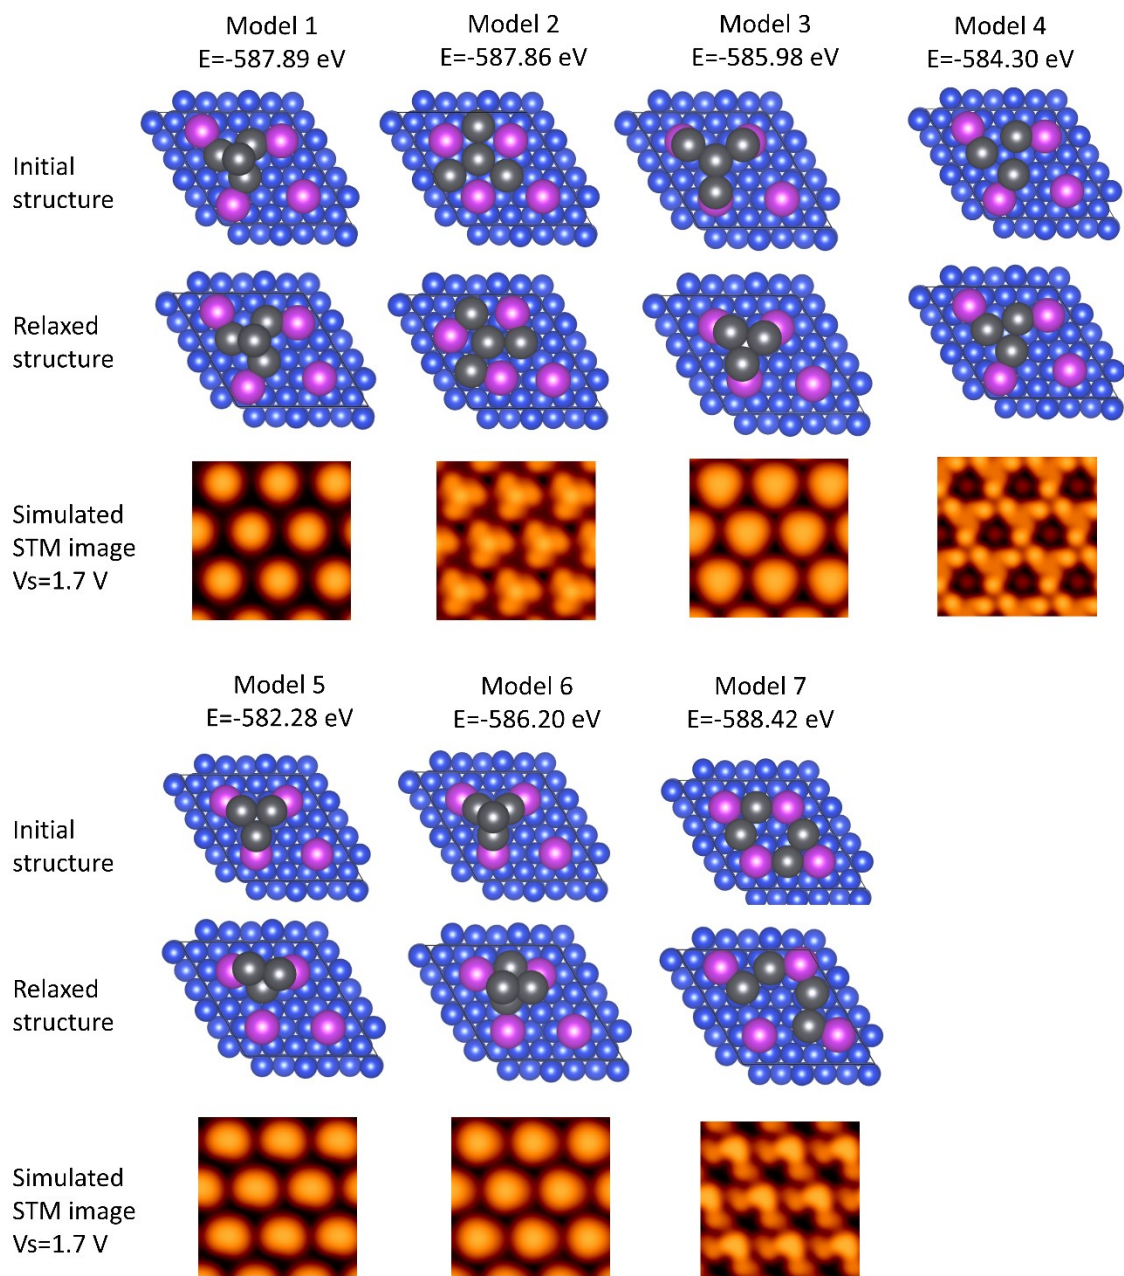 Model 1
E=-587.89 eV
Model 2
E=-587.86 eV
Model 3
E=-585.98 eV
Model 4
E=-584.30 eV
Initial
structure
Relaxed
structure
Simulated
STM image
Vs=1.7 V
Model 5
E=-582.28 eV
Model 6
E=-586.20 eV
Model 7
E=-588.42 eV
Initial
structure
Relaxed
structure
Simulated
STM image
Vs=1.7 V